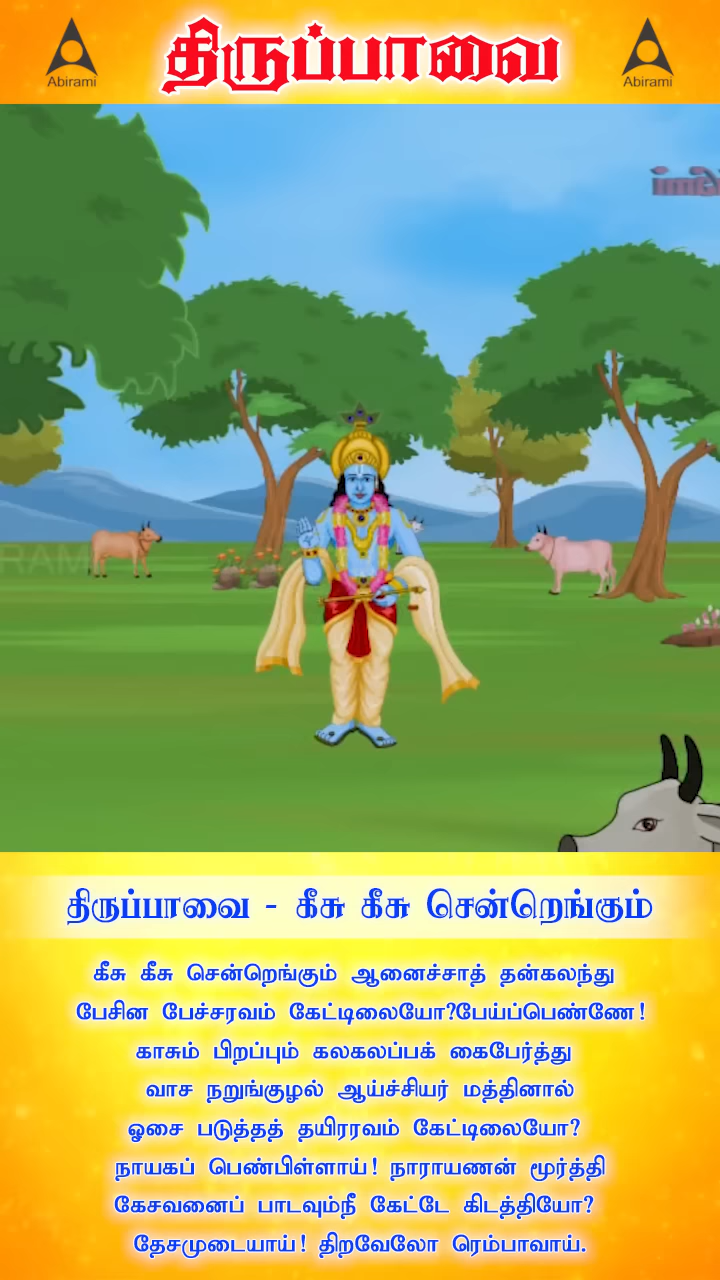 Abirami
திருப்பாவை
Abirami
RAM
திருப்பாவை - கீசு கீசு சென்றெங்கும்
கீசு கீசு சென்றெங்கும் ஆனைச்சாத் தன்கலந்து
பேசின பேச்சரவம் கேட்டிலையோ?பேய்ப்பெண்ணே!
காசும் பிறப்பும் கலகலப்பக் கைபேர்த்து
வாச நறுங்குழல் ஆய்ச்சியர் மத்தினால்
ஓசை படுத்தத் தயிரரவம் கேட்டிலையோ?
நாயகப் பெண்பிள்ளாய்! நாராயணன் மூர்த்தி
கேசவனைப் பாடவும்நீ கேட்டே கிடத்தியோ?
தேசமுடையாய்! திறவேலோ ரெம்பாவாய்.